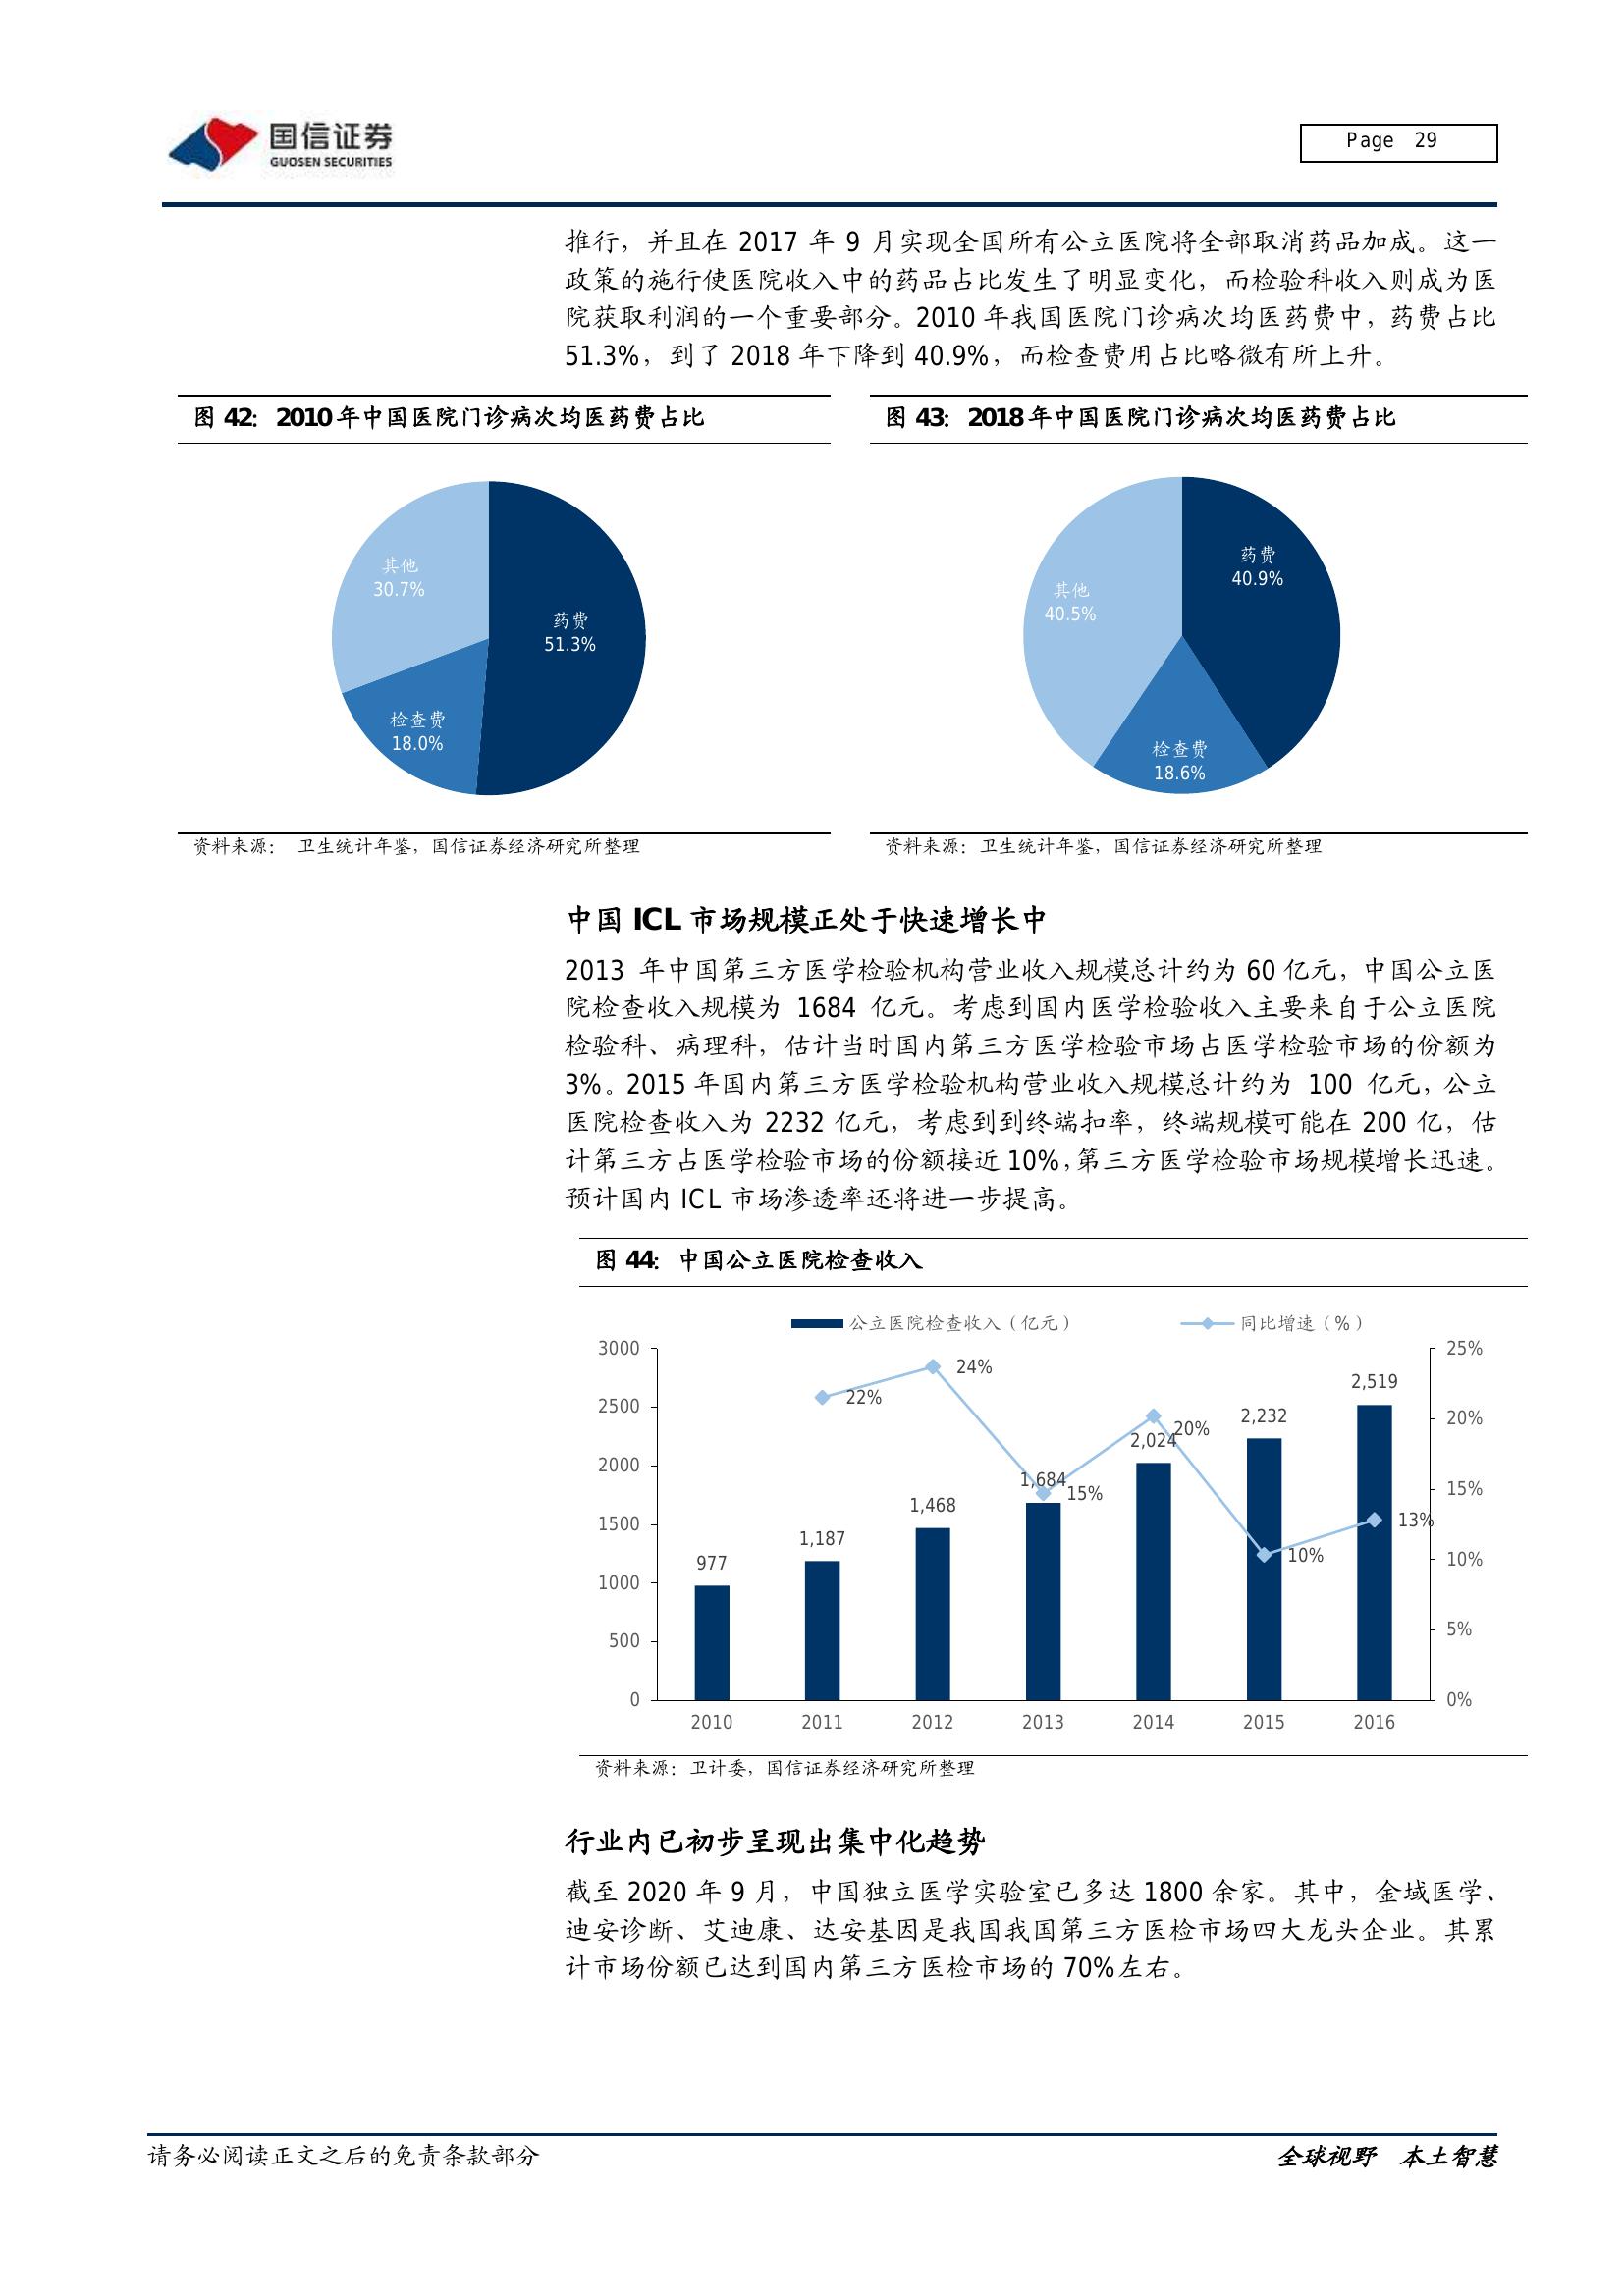 国信证券
GUOSEN SECURITIES
Page 29
推行，并且在 2017 年 9 月实现全国所有公立医院将全部取消药品加成。这一
政策的施行使医院收入中的药品占比发生了明显变化，而检验科收入则成为医
院获取利润的一个重要部分。2010 年我国医院门诊病次均医药费中，药费占比
51.3%，到了 2018 年下降到 40.9%，而检查费用占比略微有所上升。
图 42： 2010 年中国医院门诊病次均医药费占比
其他
30.7%
药费
51.3%
检查费
18.0%
资料来源： 卫生统计年鉴，国信证券经济研究所整理
图 43： 2018 年中国医院门诊病次均医药费占比
药费
40.9%
其他
40.5%
检查费
18.6%
资料来源：卫生统计年鉴，国信证券经济研究所整理
中国 ICL 市场规模正处于快速增长中
2013 年中国第三方医学检验机构营业收入规模总计约为 60 亿元，中国公立医
院检查收入规模为 1684 亿元。考虑到国内医学检验收入主要来自于公立医院
检验科、病理科，估计当时国内第三方医学检验市场占医学检验市场的份额为
3%。2015 年国内第三方医学检验机构营业收入规模总计约为 100 亿元，公立
医院检查收入为 2232 亿元，考虑到到终端扣率，终端规模可能在 200 亿，估
计第三方占医学检验市场的份额接近 10%，第三方医学检验市场规模增长迅速。
预计国内 ICL 市场渗透率还将进一步提高。
图 44： 中国公立医院检查收入
公立医院检查收入（亿元） 同比增速（%）
3000 25%
2500 20%
2000 15%
1500 10%
1000 5%
500 0%
0
22% 24% 15% 20% 10% 13%
977 1,187 1,468 1,684 2,024 2,232 2,519
2010 2011 2012 2013 2014 2015 2016
资料来源：卫计委，国信证券经济研究所整理
行业内已初步呈现出集中化趋势
截至 2020 年 9 月，中国独立医学实验室已多达 1800 余家。其中，金域医学、
迪安诊断、艾迪康、达安基因是我国我国第三方医检市场四大龙头企业。其累
计市场份额已达到国内第三方医检市场的 70%左右。
请务必阅读正文之后的免责条款部分
全球视野 本土智慧